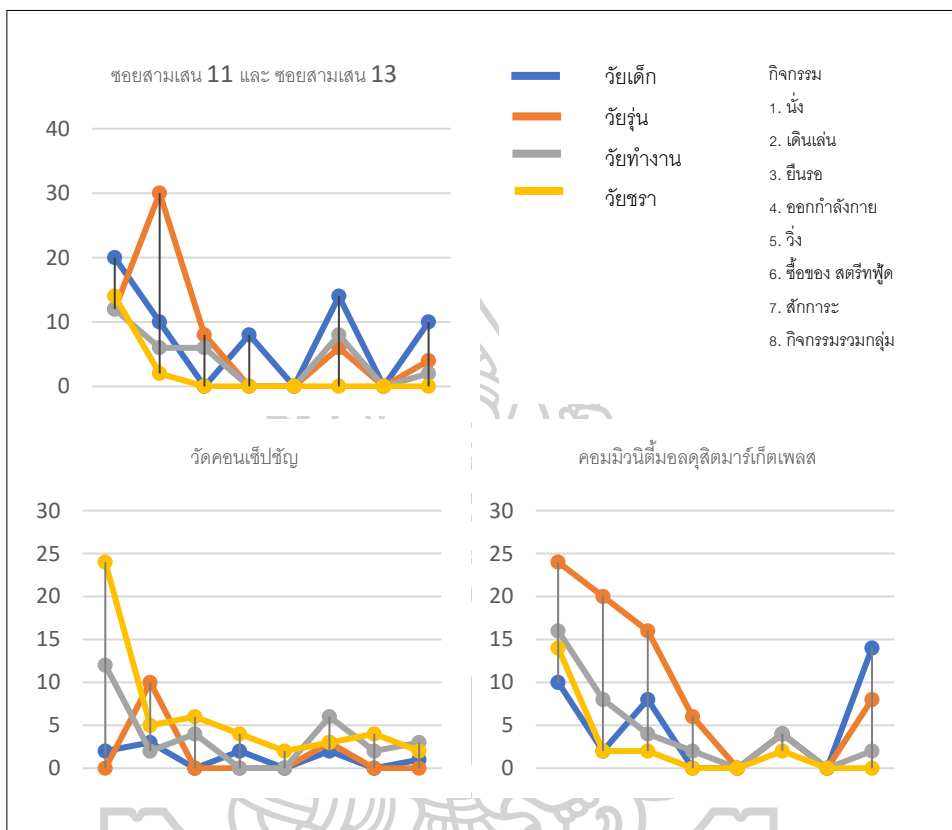 ซอยสามเสน 11 และ ซอยสามเสน 13
40
30
20
10
0
วัยเด็ก
วัยรุ่น
วัยทำงาน
วัยชรา
กิจกรรม
1. นั่ง
2. เดินเล่น
3. ยืนรอ
4. ออกกำลังกาย
5. วิ่ง
6. ซื้อของ สตรีทฟู้ด
7. สักการะ
8. กิจกรรมรวมกลุ่ม
วัดคอนเซ็ปชัญ
30
25
20
15
10
5
0
คอมมิวนิตี้มอลดุสิตมาร์เก็ตเพลส
30
25
20
15
10
5
0